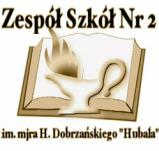 Zespół Szkół Nr 2
im. mjra H. Dobrzańskiego "Hubala"